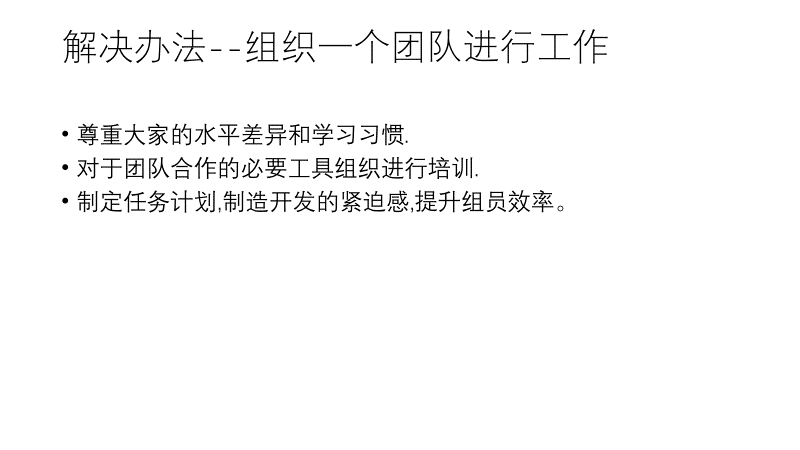 解决办法--组织一个团队进行工作
• 尊重大家的水平差异和学习习惯.
• 对于团队合作的必要工具组织进行培训.
• 制定任务计划,制造开发的紧迫感,提升组员效率。